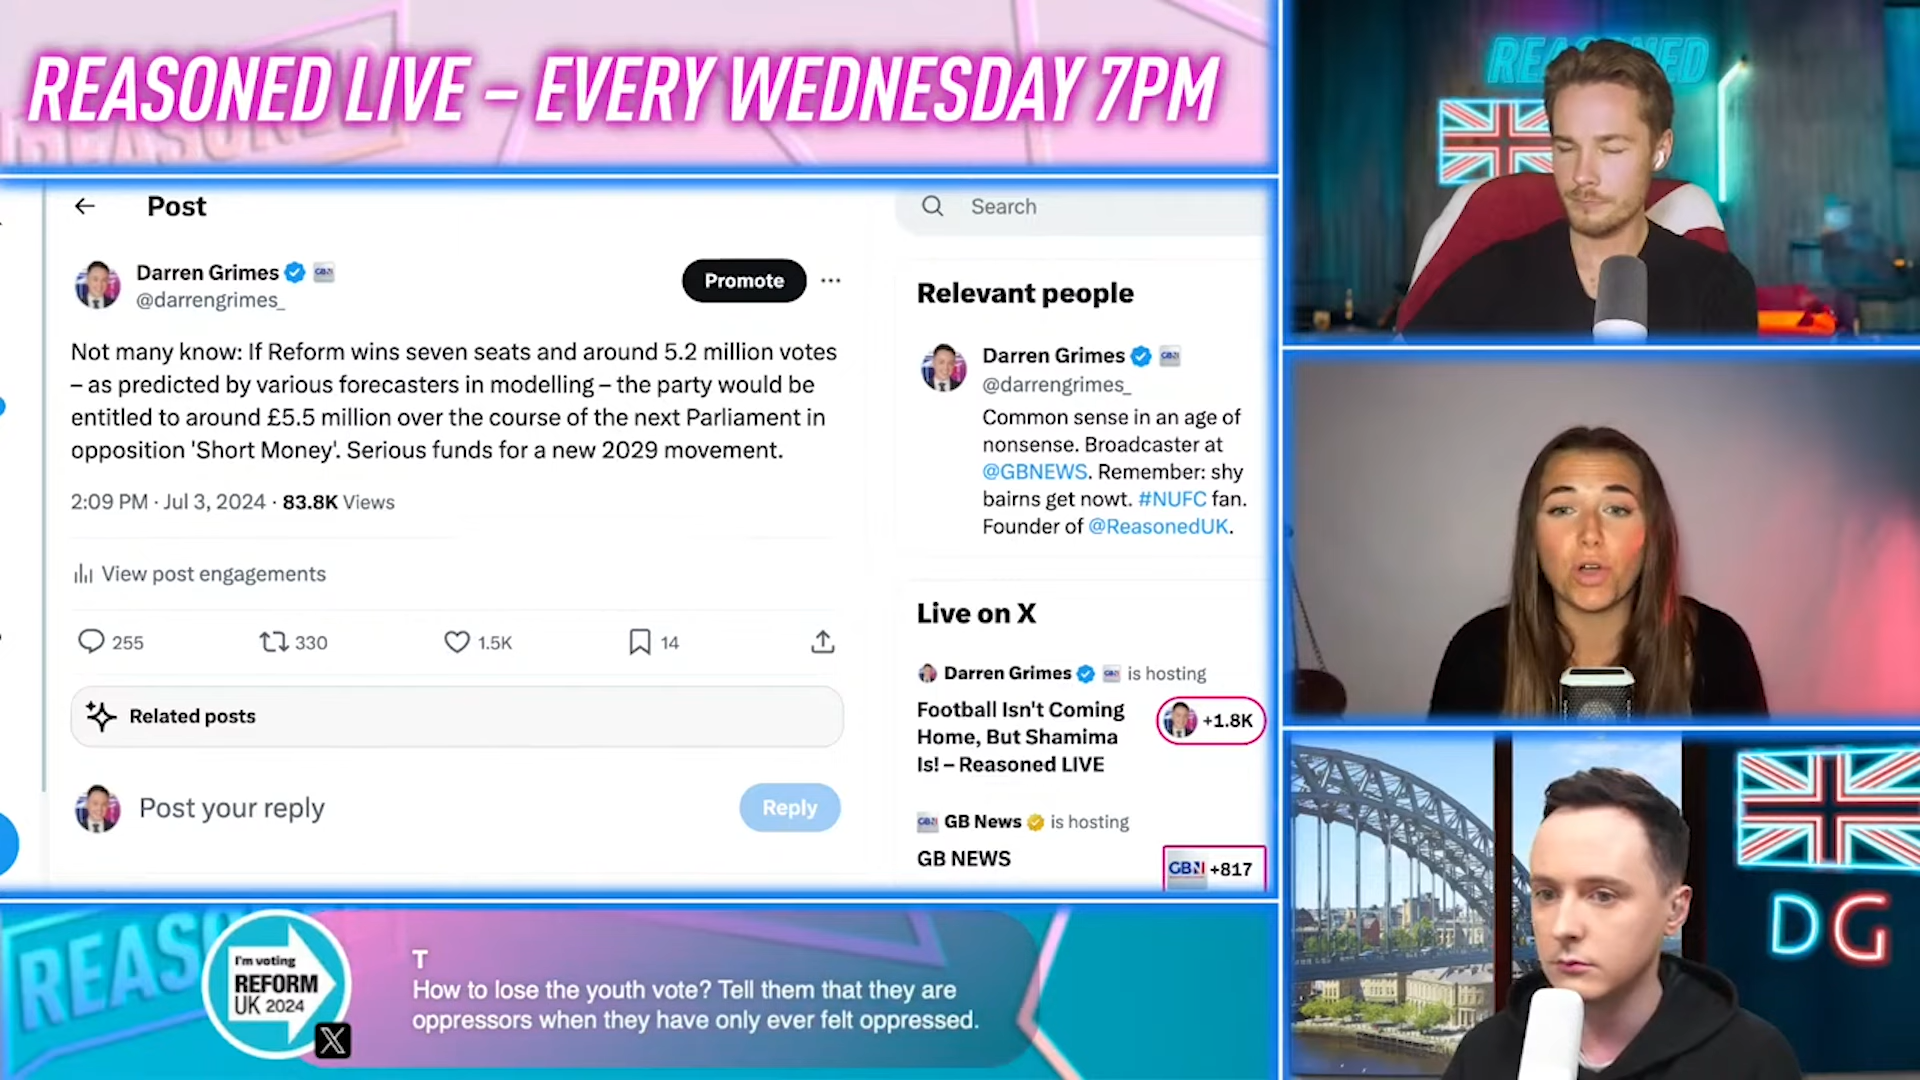 REASONED LIVE – EVERY WEDNESDAY 7PM
Post
Darren Grimes
@darrengrimes_
Promote
Not many know: If Reform wins seven seats and around 5.2 million votes
– as predicted by various forecasters in modelling – the party would be
entitled to around £5.5 million over the course of the next Parliament in
opposition 'Short Money'. Serious funds for a new 2029 movement.
2:09 PM · Jul 3, 2024 · 83.8K Views
View post engagements
255
330
1.5K
14
Related posts
Post your reply
Reply
Search
Relevant people
Darren Grimes
@darrengrimes_
Common sense in an age of
nonsense. Broadcaster at
@GBNEWS. Remember: shy
bairns get nowt. #NUFC fan.
Founder of @ReasonedUK.
Live on X
Darren Grimes is hosting
Football Isn't Coming
Home, But Shamima
Is! – Reasoned LIVE
+1.8K
GB News is hosting
GB NEWS
GBN +817
REASONED
I'm voting
REFORM
UK 2024
T
How to lose the youth vote? Tell them that they are
oppressors when they have only ever felt oppressed.
DG